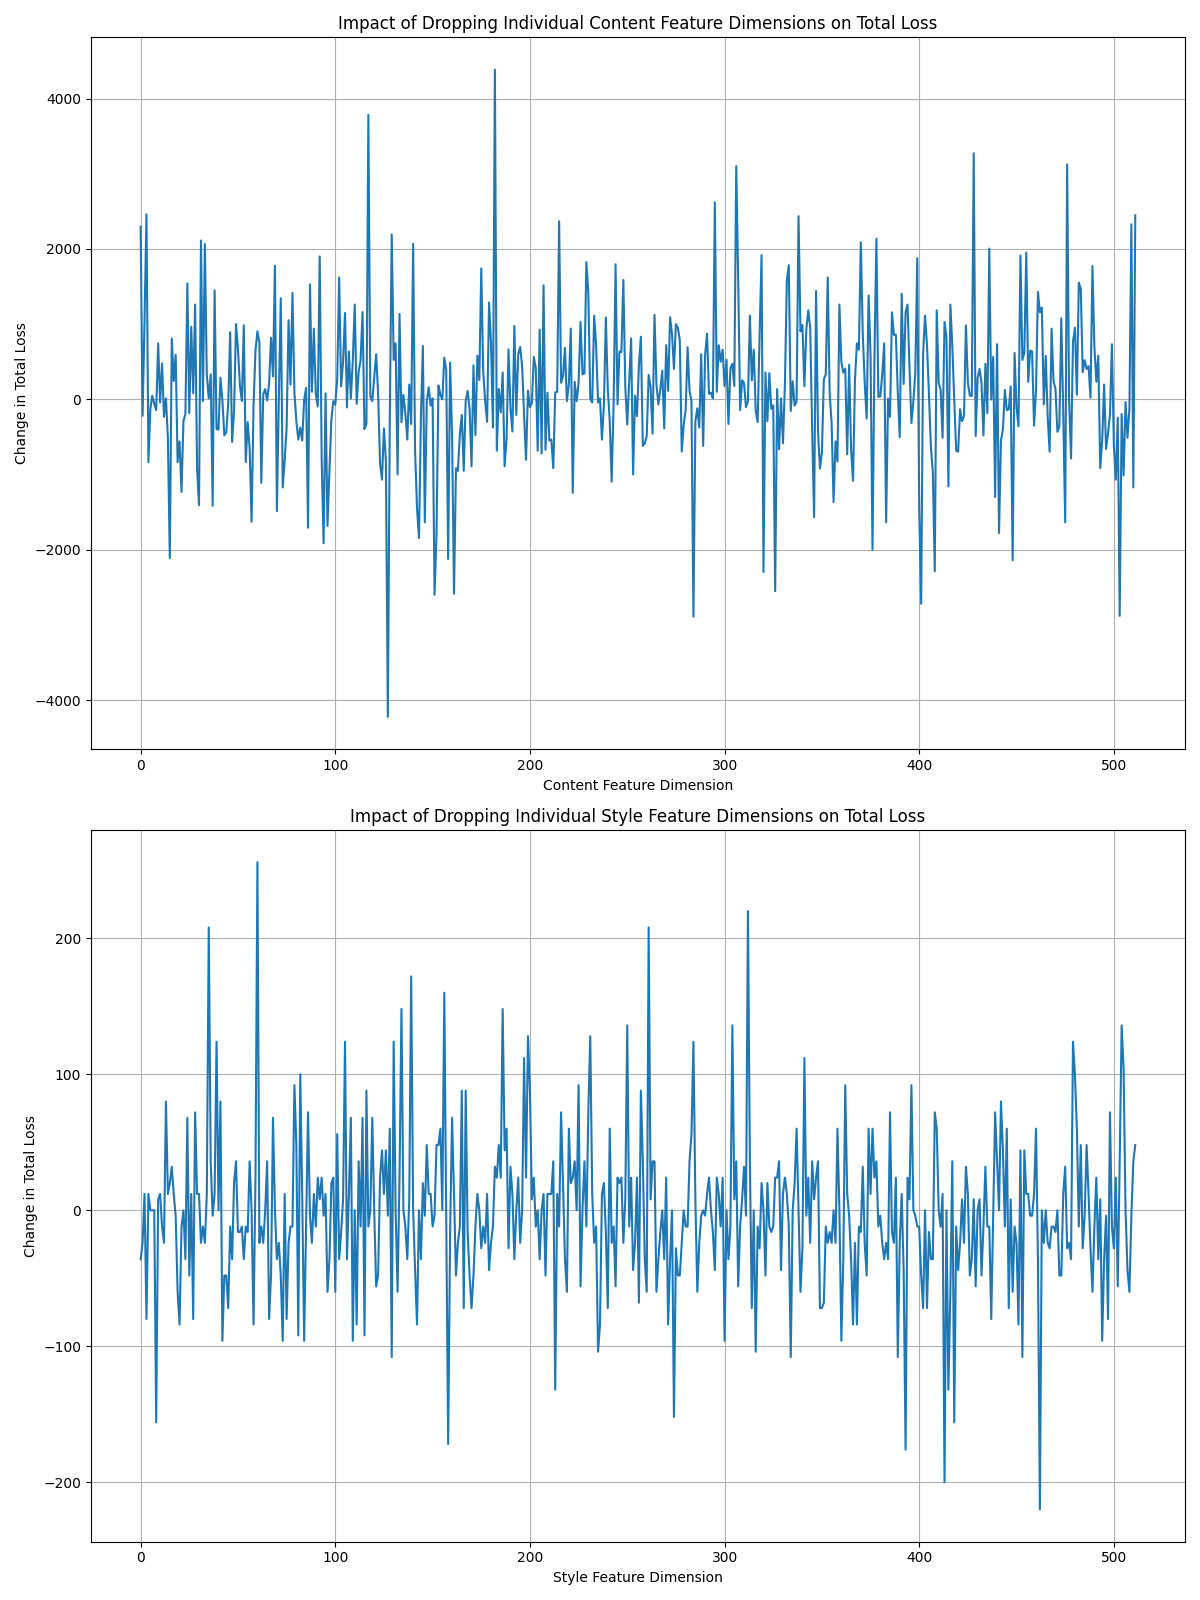 Impact of Dropping Individual Content Feature Dimensions on Total Loss
4000
2000
0
−2000
−4000
Change in Total Loss
0 100 200 300 400 500
Content Feature Dimension
Impact of Dropping Individual Style Feature Dimensions on Total Loss
200
100
0
−100
−200
Change in Total Loss
0 100 200 300 400 500
Style Feature Dimension